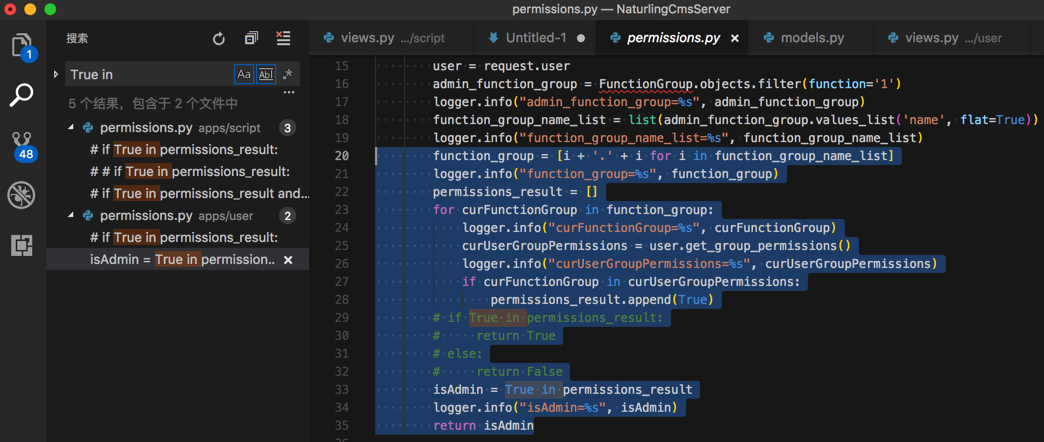 permissions.py — NaturlingCmsServer
搜索
views.py .../script
Untitled-1
permissions.py
models.py
views.py .../user
1
48
True in
Aa Abl .*
...
5 个结果，包含于 2 个文件中
permissions.py apps/script 3
# if True in permissions_result:
# # if True in permissions_result:
# if True in permissions_result and...
permissions.py apps/user 2
# if True in permissions_result:
isAdmin = True in permission..
15 user = request.user
16 admin_function_group = FunctionGroup.objects.filter(function='1')
17 logger.info("admin_function_group=%s", admin_function_group)
18 function_group_name_list = list(admin_function_group.values_list('name', flat=True))
19 logger.info("function_group_name_list=%s", function_group_name_list)
20 function_group = [i + '.' + i for i in function_group_name_list]
21 logger.info("function_group=%s", function_group)
22 permissions_result = []
23 for curFunctionGroup in function_group:
24 logger.info("curFunctionGroup=%s", curFunctionGroup)
25 curUserGroupPermissions = user.get_group_permissions()
26 logger.info("curUserGroupPermissions=%s", curUserGroupPermissions)
27 if curFunctionGroup in curUserGroupPermissions:
28 permissions_result.append(True)
29 # if True in permissions_result:
30 # return True
31 # else:
32 # return False
33 isAdmin = True in permissions_result
34 logger.info("isAdmin=%s", isAdmin)
35 return isAdmin